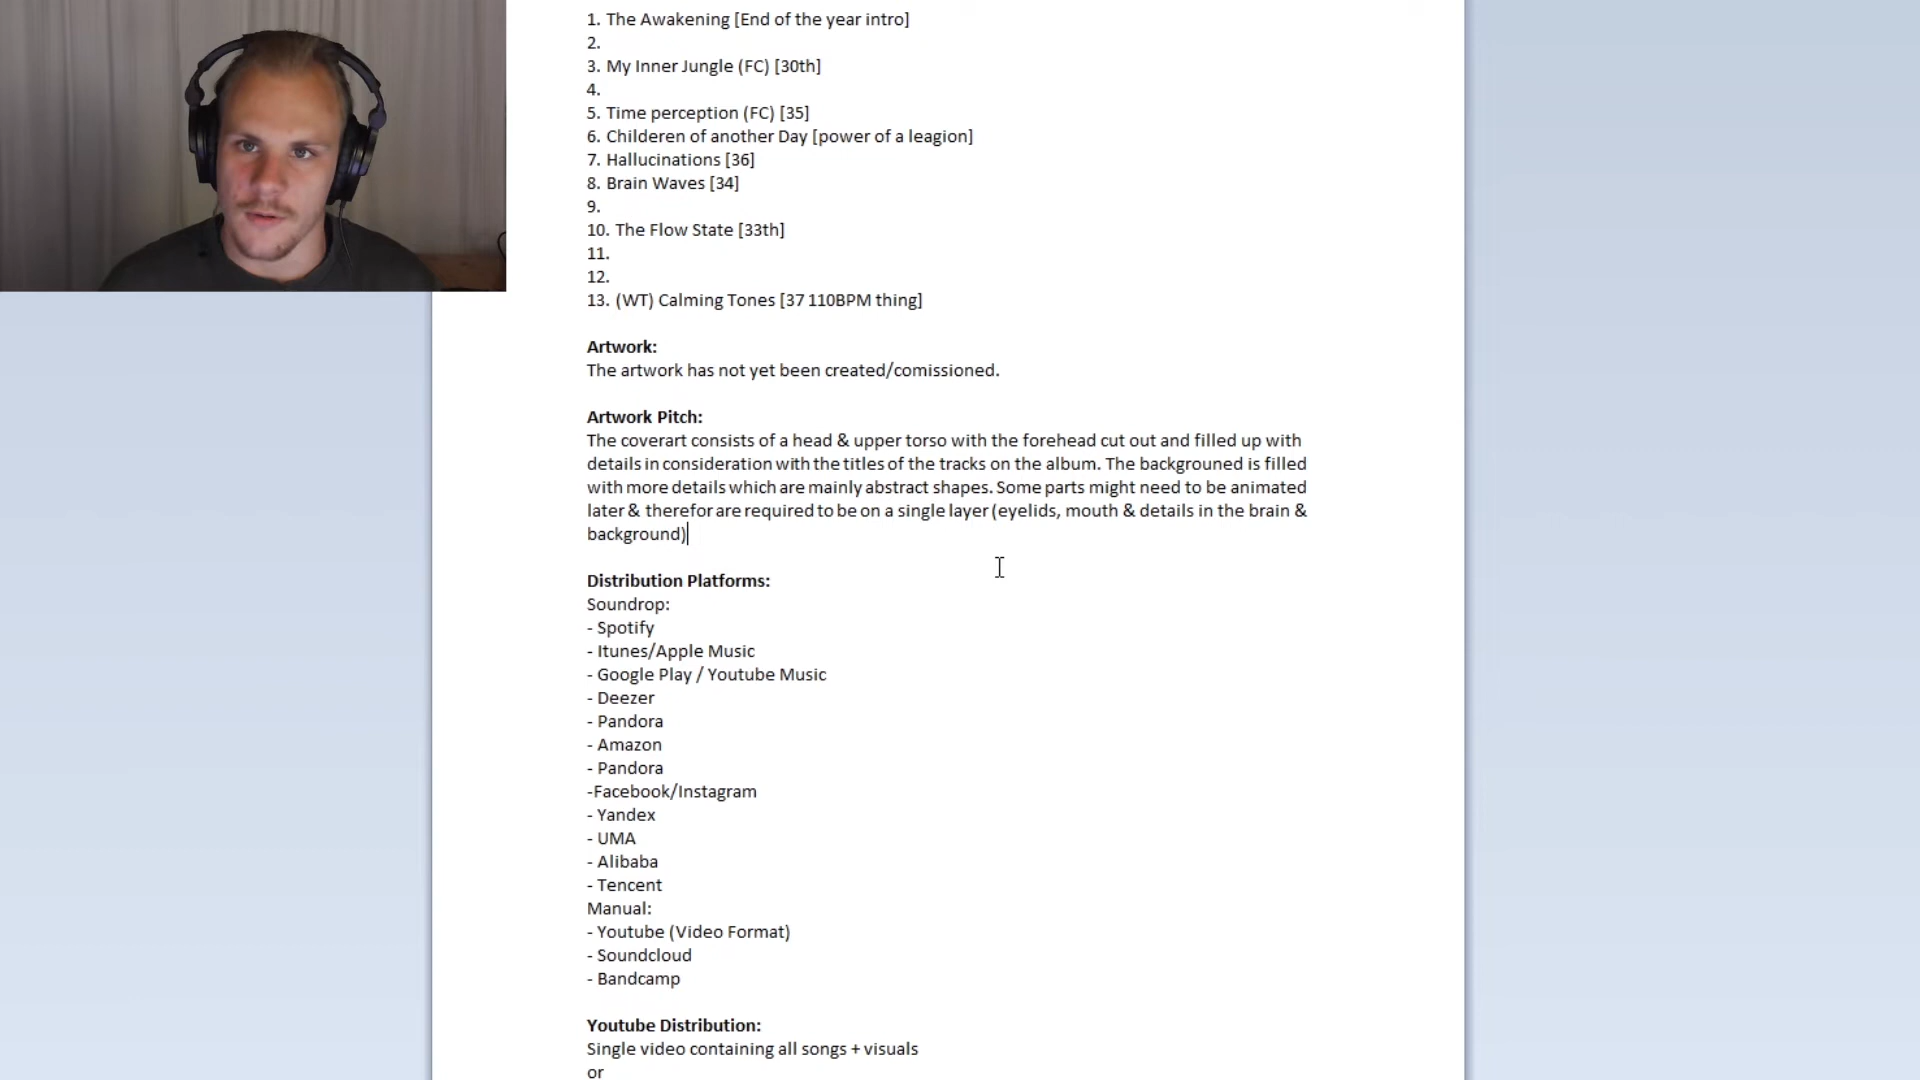 1. The Awakening [End of the year intro]
2.
3. My Inner Jungle (FC) [30th]
4.
5. Time perception (FC) [35]
6. Childeren of another Day [power of a leagion]
7. Hallucinations [36]
8. Brain Waves [34]
9.
10. The Flow State [33th]
11.
12.
13. (WT) Calming Tones [37 110BPM thing]
Artwork:
The artwork has not yet been created/comissioned.
Artwork Pitch:
The coverart consists of a head & upper torso with the forehead cut out and filled up with
details in consideration with the titles of the tracks on the album. The backgrouned is filled
with more details which are mainly abstract shapes. Some parts might need to be animated
later & therefor are required to be on a single layer (eyelids, mouth & details in the brain &
background)
Distribution Platforms:
Soundrop:
- Spotify
- Itunes/Apple Music
- Google Play / Youtube Music
- Deezer
- Pandora
- Amazon
- Pandora
-Facebook/Instagram
- Yandex
- UMA
- Alibaba
- Tencent
Manual:
- Youtube (Video Format)
- Soundcloud
- Bandcamp
Youtube Distribution:
Single video containing all songs + visuals
or